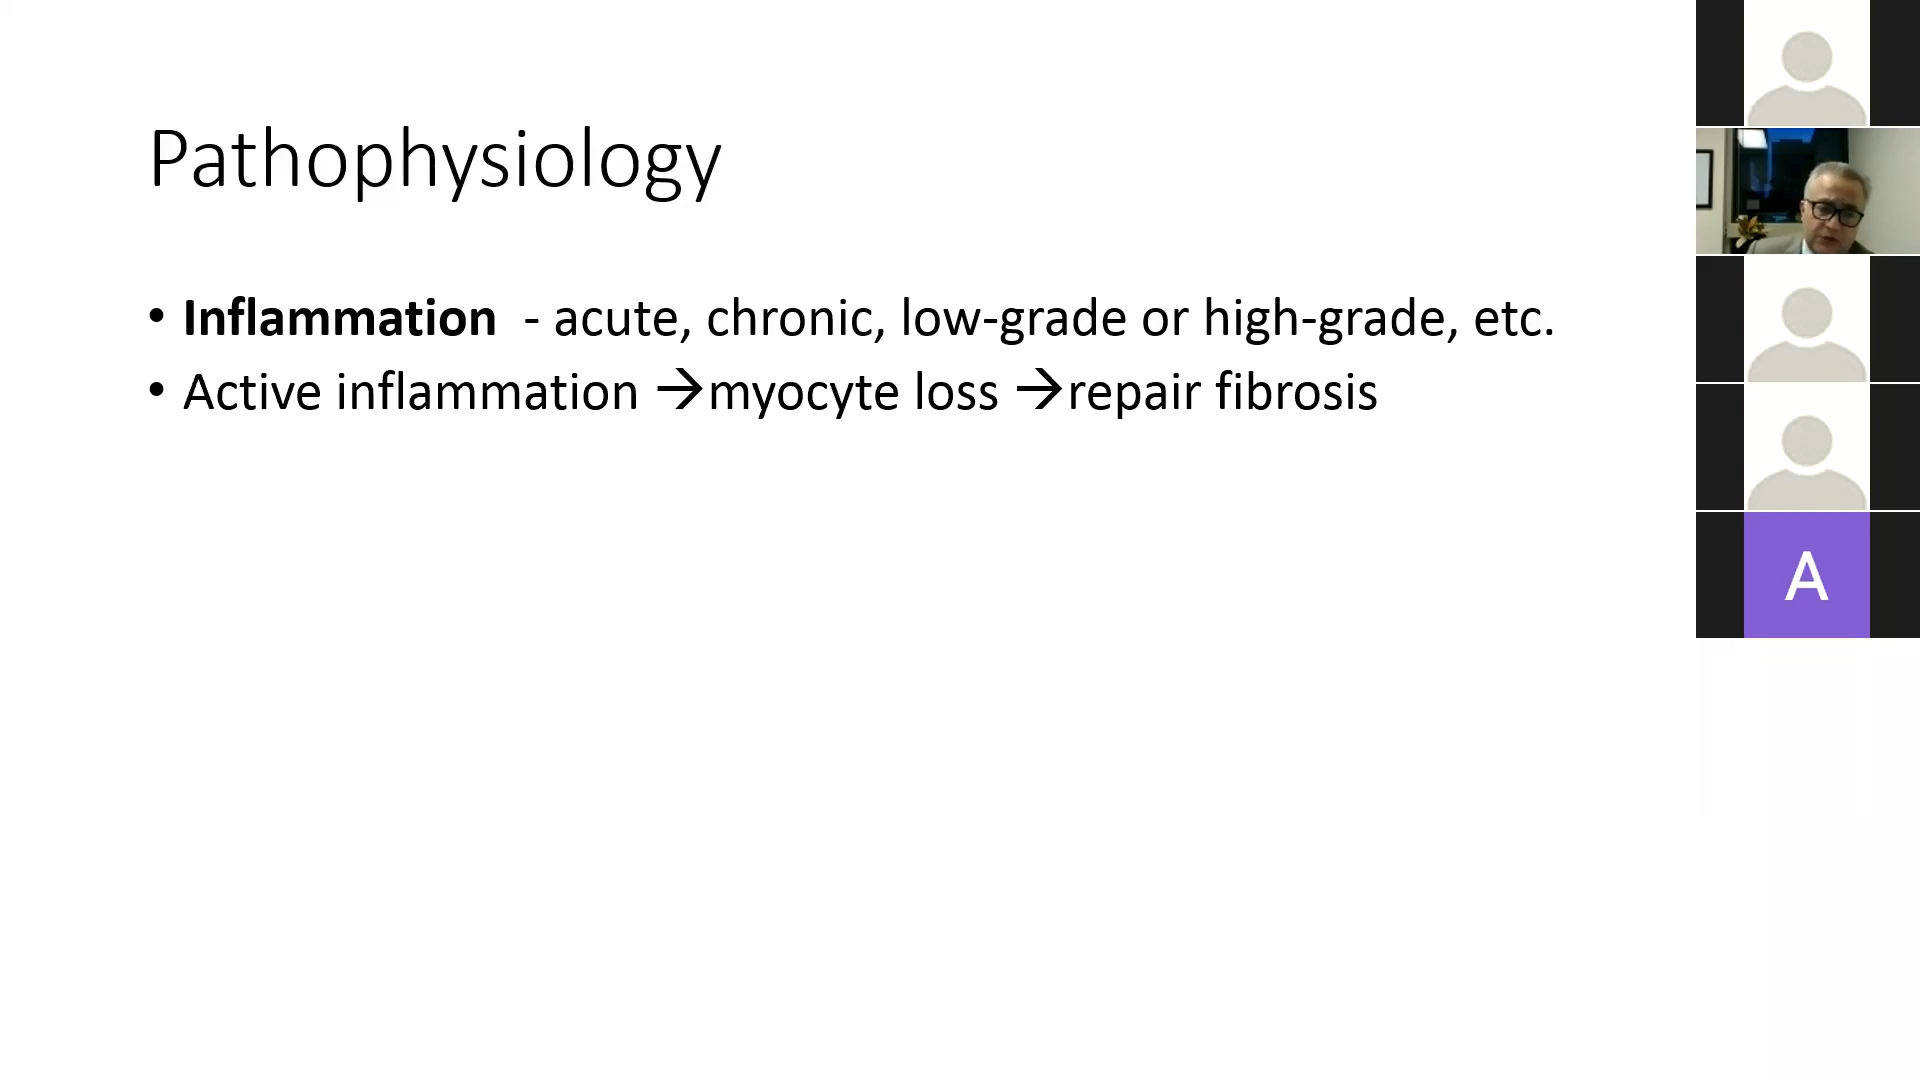 Pathophysiology
• Inflammation - acute, chronic, low-grade or high-grade, etc.
• Active inflammation →myocyte loss →repair fibrosis
A